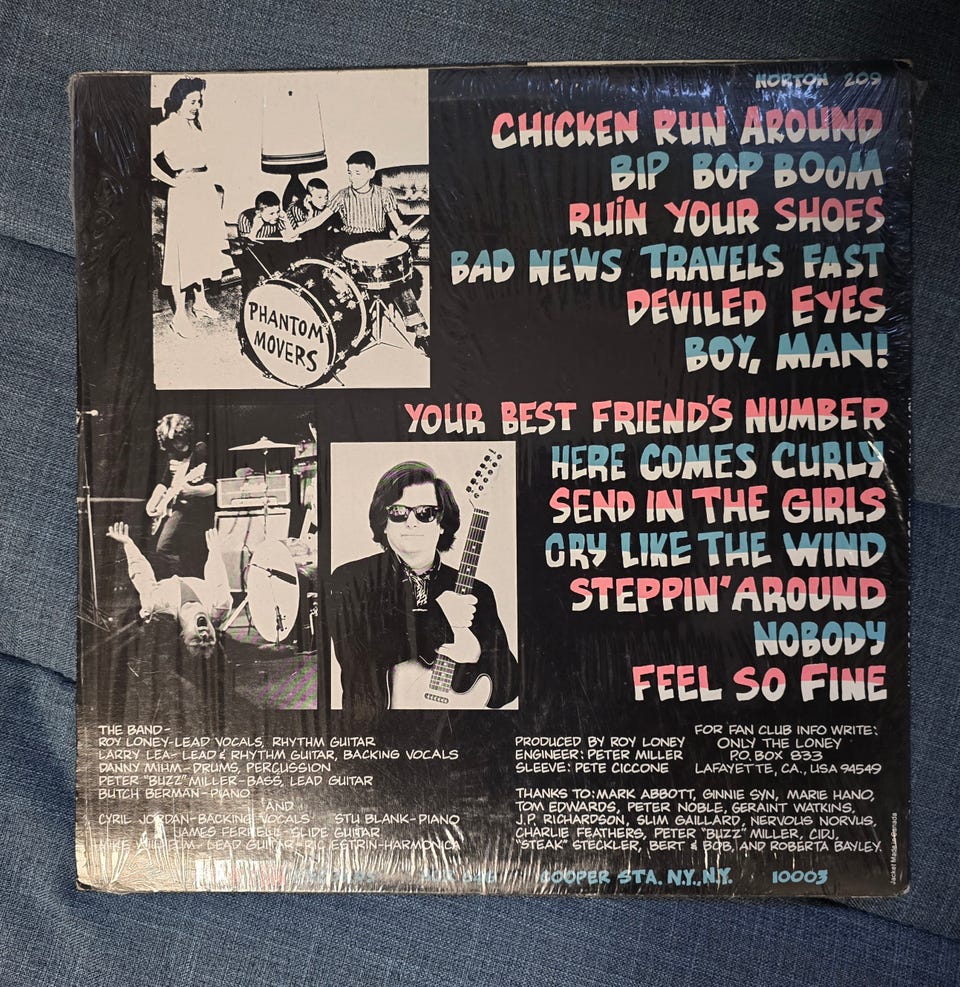 NORTON 209
CHICKEN RUN AROUND
BIP BOP BOOM
RUIN YOUR SHOES
BAD NEWS TRAVELS FAST
DEVILED EYES
BOY, MAN!
PHANTOM
MOVERS
YOUR BEST FRIEND'S NUMBER
HERE COMES CURLY
SEND IN THE GIRLS
CRY LIKE THE WIND
STEPPIN' AROUND
NOBODY
FEEL SO FINE
THE BAND-
ROY LONEY-LEAD VOCALS, RHYTHM GUITAR
LARRY LEA-LEAD & RHYTHM GUITAR, BACKING VOCALS
DANNY MIHM-DRUMS, PERCUSSION
PETER "BUZZ" MILLER-BASS, LEAD GUITAR
BUTCH BERMAN-PIANO
AND
CYRIL JORDAN-BACKING VOCALS STU BLANK-PIANO
JAMES FERRELL-SLIDE GUITAR
MIKE LEAD GUITAR-RIC ESTRIN-HARMONICA
PRODUCED BY ROY LONEY
ENGINEER: PETER MILLER
SLEEVE: PETE CICCONE
FOR FAN CLUB INFO WRITE:
ONLY THE LONEY
P.O. BOX 833
LAFAYETTE, CA., USA 94549
THANKS TO: MARK ABBOTT, GINNIE SYN, MARIE HANO,
TOM EDWARDS, PETER NOBLE, GERAINT WATKINS,
J.P. RICHARDSON, SLIM GAILLARD, NERVOUS NORVUS,
CHARLIE FEATHERS, PETER "BUZZ" MILLER, CIDJ,
"STEAK" STECKLER, BERT & BOB, AND ROBERTA BAYLEY.
COOPER STA. N.Y., N.Y. 10003
Jacket Made in Canada